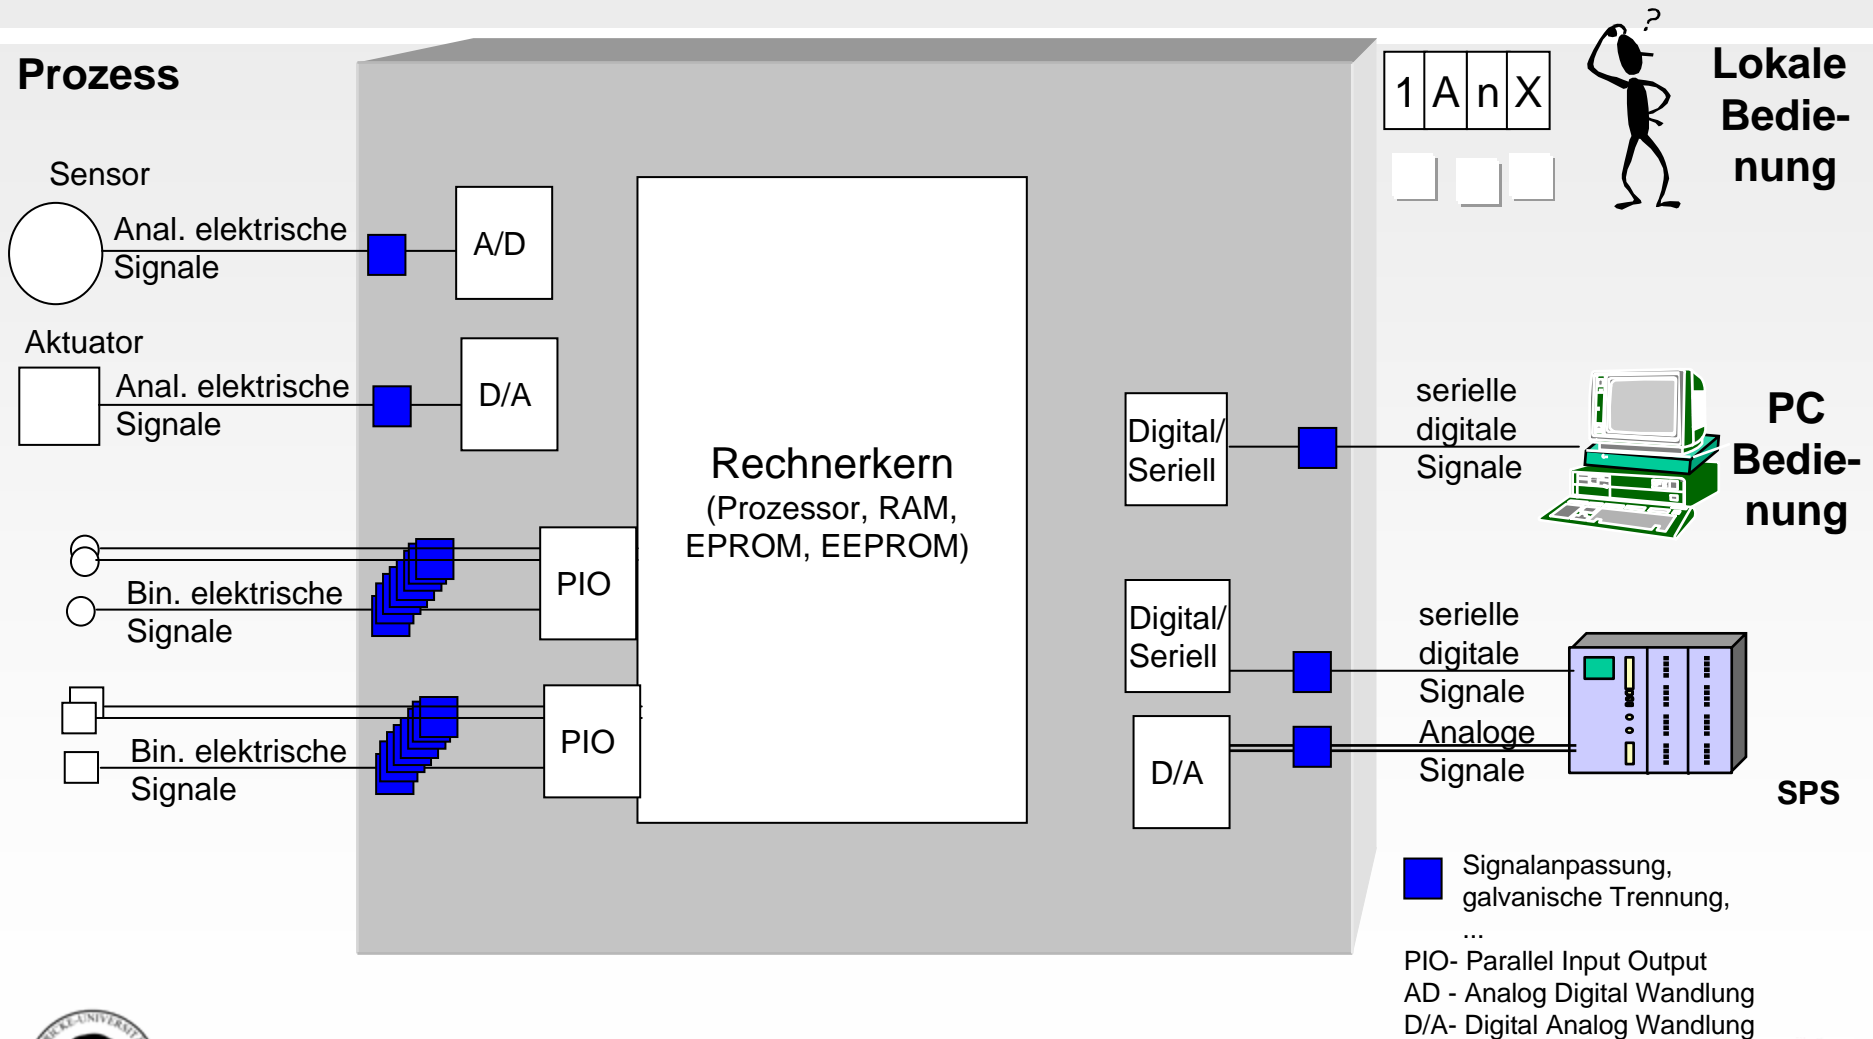 Prozess
Sensor
Anal. elektrische
Signale
A/D
Aktuator
Anal. elektrische
Signale
D/A
Bin. elektrische
Signale
PIO
Bin. elektrische
Signale
PIO
Rechnerkern
(Prozessor, RAM,
EPROM, EEPROM)
1 A n X
?
Lokale
Bedie-
nung
Digital/
Seriell
serielle
digitale
Signale
PC
Bedie-
nung
Digital/
Seriell
serielle
digitale
Signale
D/A
Analoge
Signale
SPS
Signalanpassung,
galvanische Trennung,
...
PIO- Parallel Input Output
AD - Analog Digital Wandlung
D/A- Digital Analog Wandlung